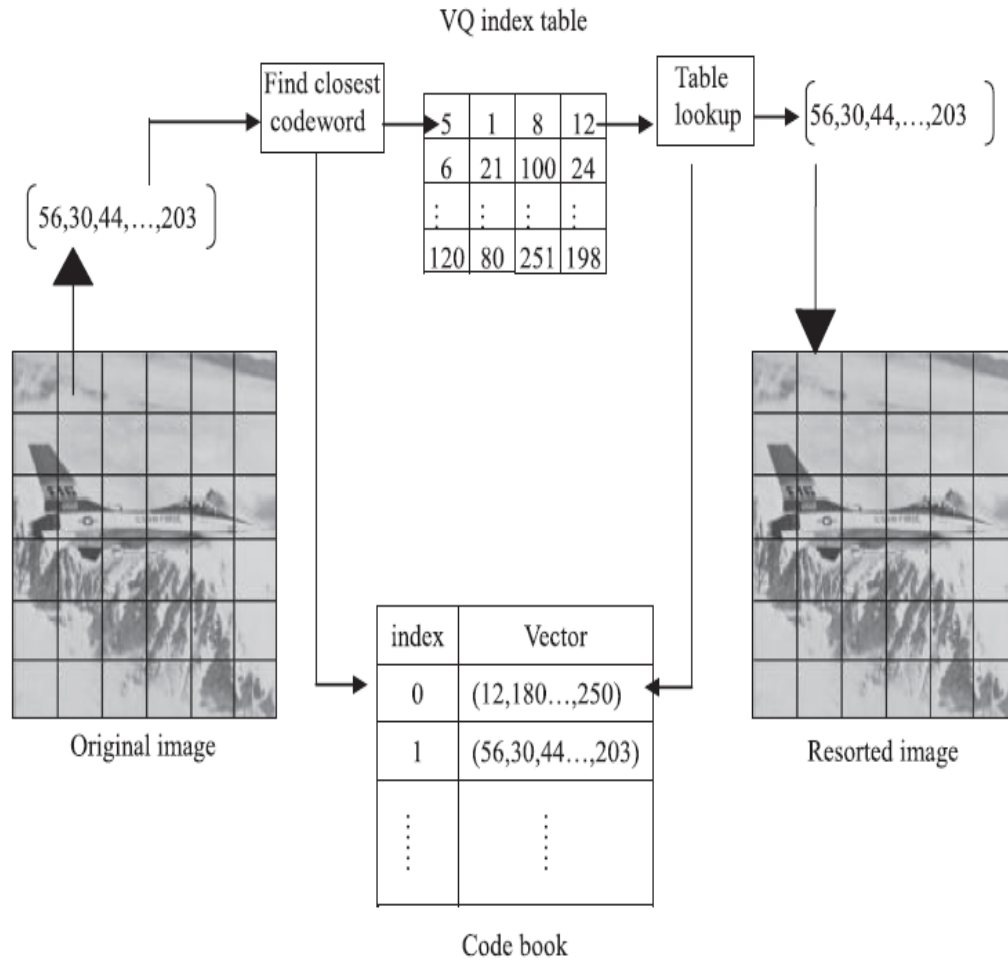 VQ index table
Find closest
codeword
Table
lookup
(56,30,44,…,203)
5 1 8 12
6 21 100 24
⋮ ⋮ ⋮ ⋮
120 80 251 198
(56,30,44,…,203)
Original image
Resorted image
index Vector
0 (12,180…,250)
1 (56,30,44…,203)
⋮ ⋮
Code book